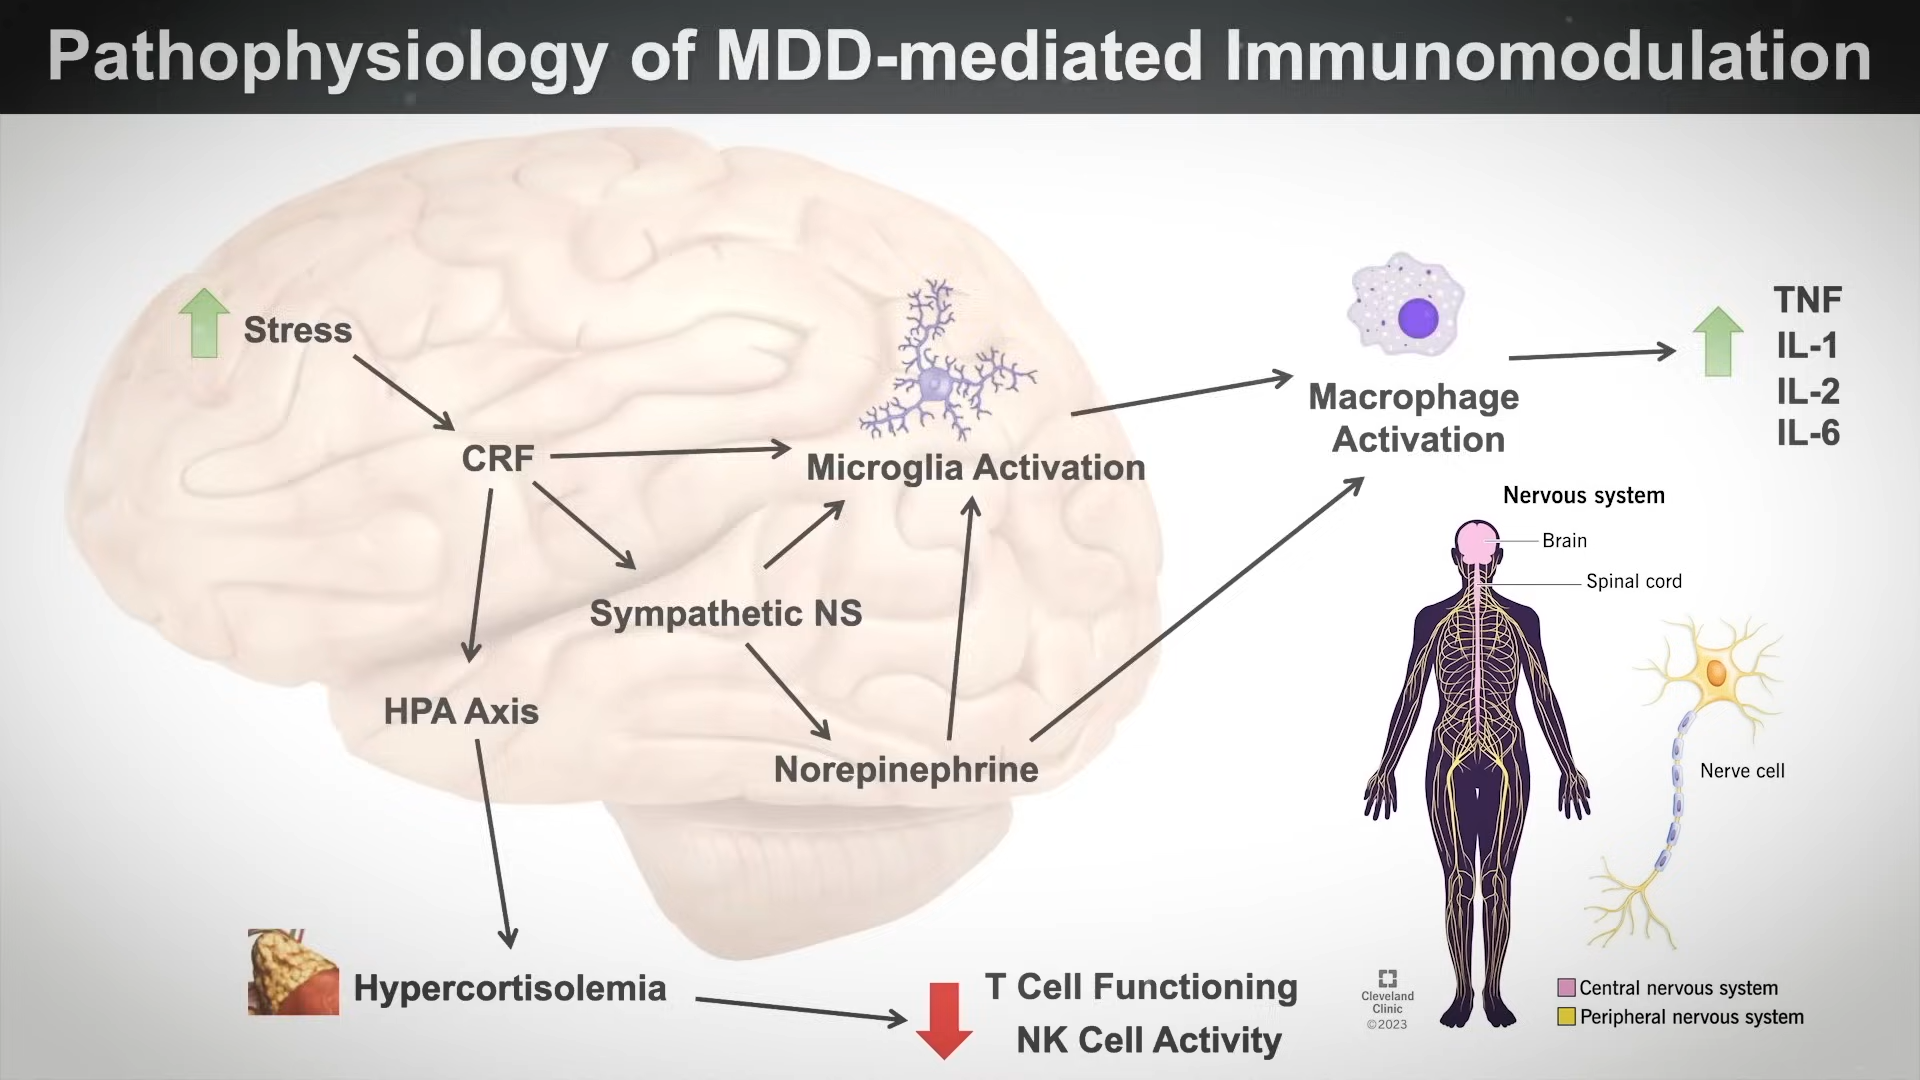 Pathophysiology of MDD-mediated Immunomodulation
Stress
CRF
Microglia Activation
Sympathetic NS
HPA Axis
Norepinephrine
Hypercortisolemia
T Cell Functioning
NK Cell Activity
Macrophage
Activation
TNF
IL-1
IL-2
IL-6
Nervous system
Brain
Spinal cord
Nerve cell
Cleveland
Clinic
©2023
Central nervous system
Peripheral nervous system